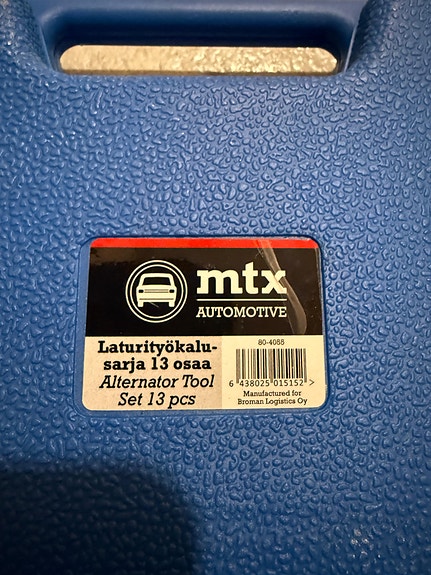 mtx
AUTOMOTIVE
Laturityökalu-
sarja 13 osaa
Alternator Tool
Set 13 pcs
80-4088
6 438025 015152 >
Manufactured for
Broman Logistics Oy